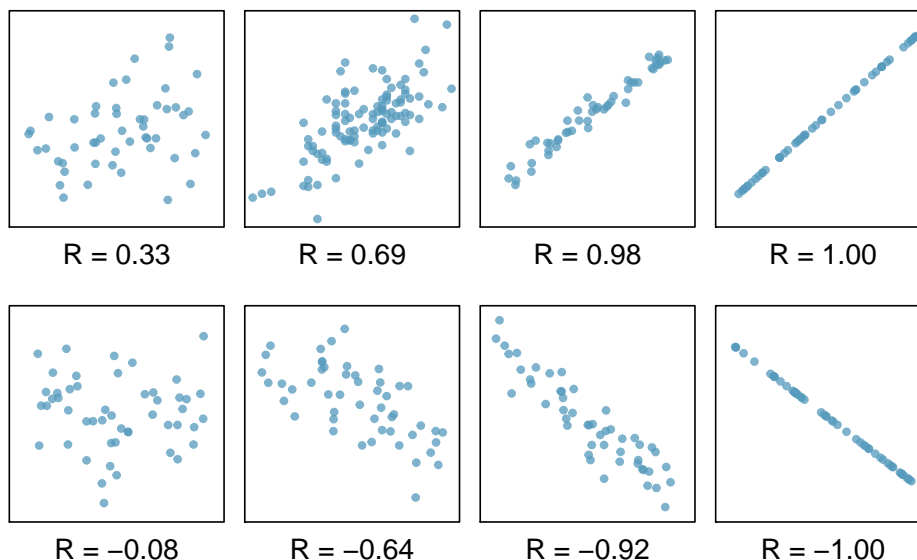 R = 0.33
R = 0.69
R = 0.98
R = 1.00
R = −0.08
R = −0.64
R = −0.92
R = −1.00